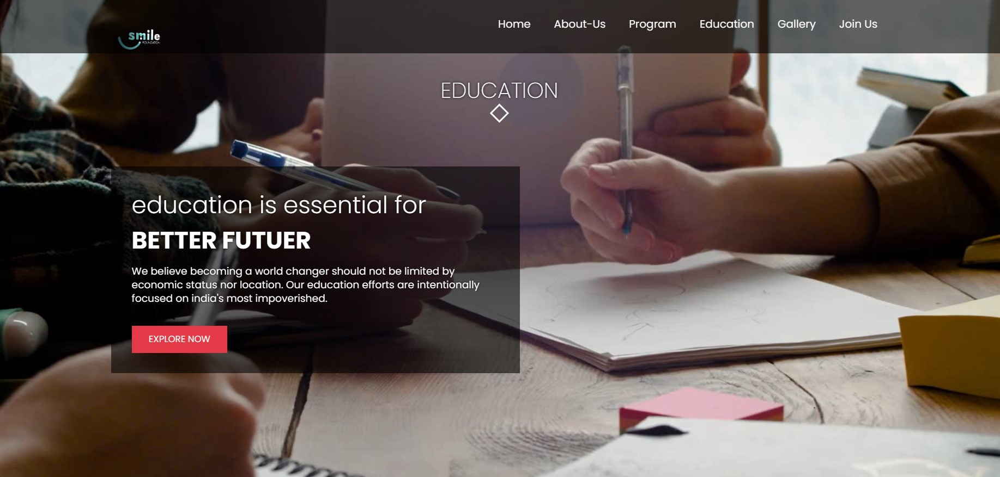 smile
FOUNDATION
Home About-Us Program Education Gallery Join Us
EDUCATION
education is essential for
BETTER FUTUER
We believe becoming a world changer should not be limited by
economic status nor location. Our education efforts are intentionally
focused on india's most impoverished.
EXPLORE NOW